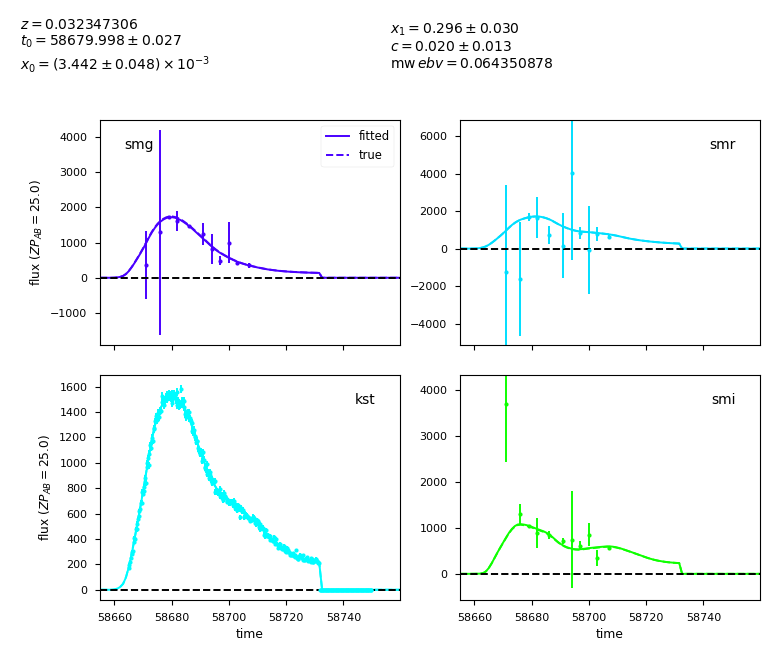 z = 0.032347306
t₀ = 58679.998 ± 0.027
x₀ = (3.442 ± 0.048) × 10⁻³
x₁ = 0.296 ± 0.030
c = 0.020 ± 0.013
mw ebv = 0.064350878
smg
fitted
true
4000
3000
2000
1000
0
−1000
flux (ZP_AB = 25.0)
smr
6000
4000
2000
0
−2000
−4000
kst
1600
1400
1200
1000
800
600
400
200
0
flux (ZP_AB = 25.0)
58660 58680 58700 58720 58740
time
smi
4000
3000
2000
1000
0
58660 58680 58700 58720 58740
time